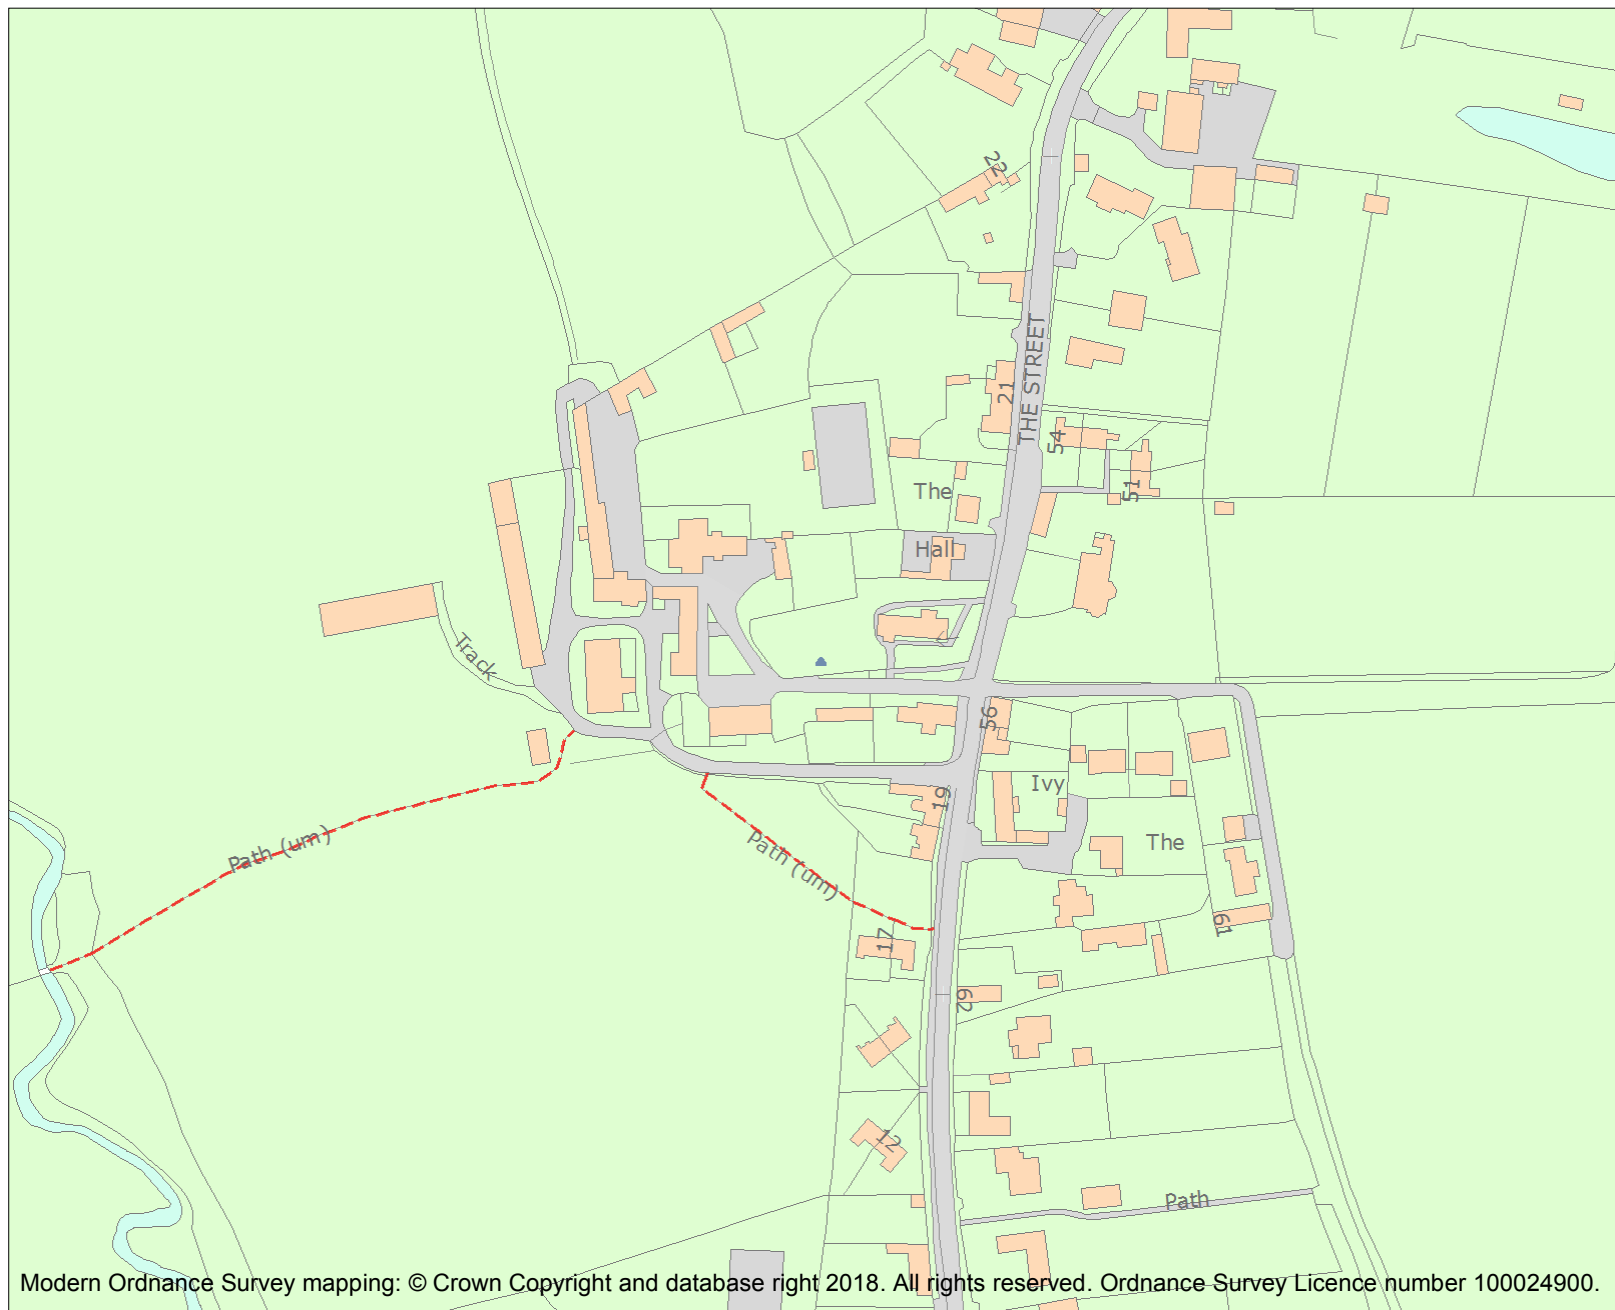 22
THE STREET
21
54
51
The
Hall
Track
56
Ivy
19
The
Path (um)
Path (um)
17
61
62
12
Path
Modern Ordnance Survey mapping: © Crown Copyright and database right 2018. All rights reserved. Ordnance Survey Licence number 100024900.